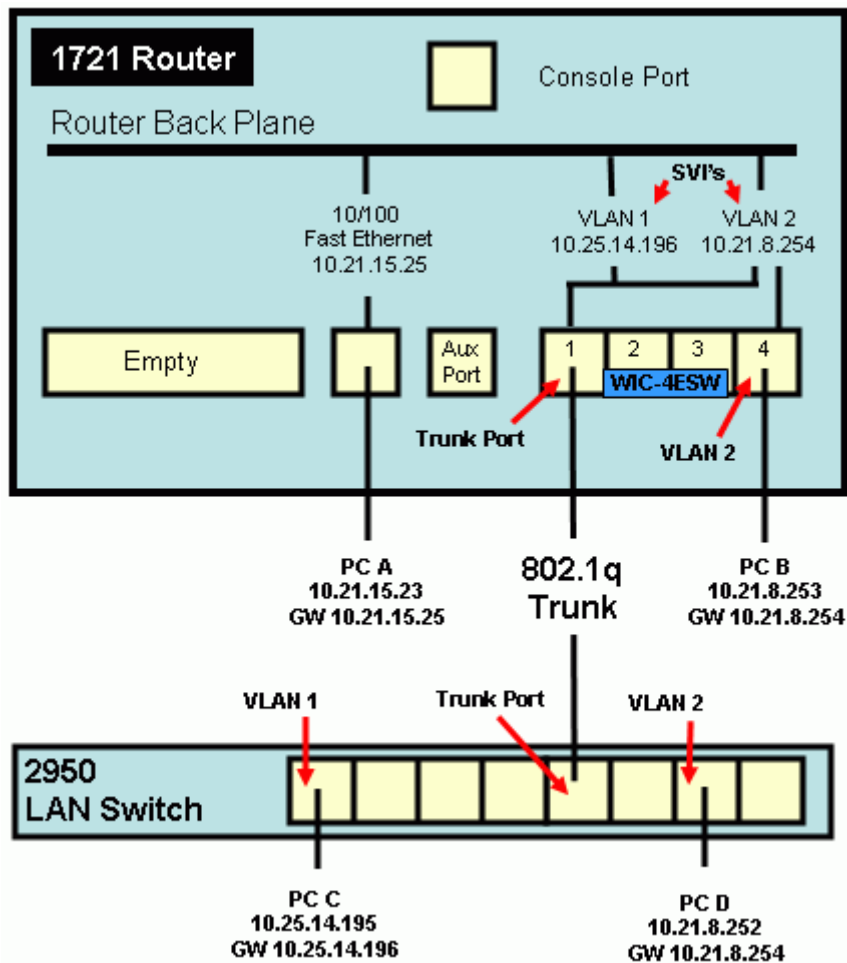 1721 Router
Console Port
Router Back Plane
SVI's
10/100
Fast Ethernet
10.21.15.25
VLAN 1
10.25.14.196
VLAN 2
10.21.8.254
Empty
Aux
Port
1
2
3
4
WIC-4ESW
Trunk Port
VLAN 2
PC A
10.21.15.23
GW 10.21.15.25
802.1q
Trunk
PC B
10.21.8.253
GW 10.21.8.254
VLAN 1
Trunk Port
VLAN 2
2950
LAN Switch
PC C
10.25.14.195
GW 10.25.14.196
PC D
10.21.8.252
GW 10.21.8.254